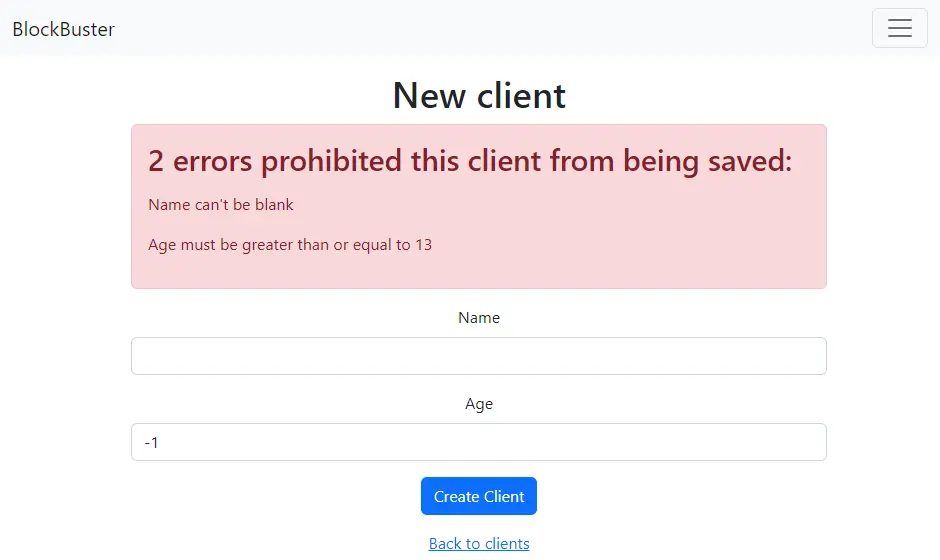 BlockBuster
New client
2 errors prohibited this client from being saved:
Name can't be blank
Age must be greater than or equal to 13
Name
Age
-1
Create Client
Back to clients